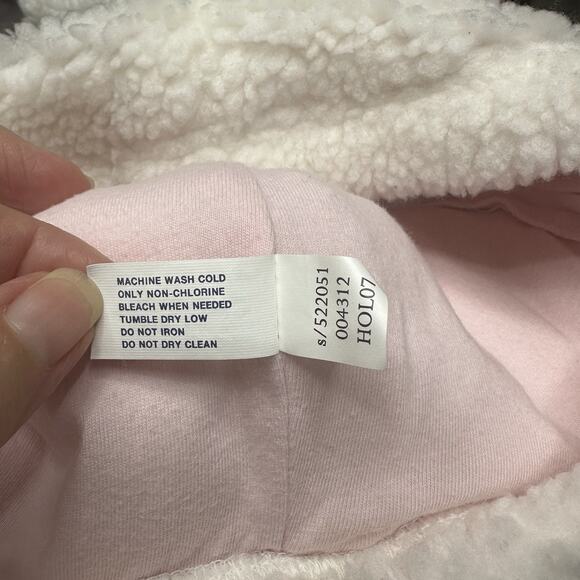 MACHINE WASH COLD
ONLY NON-CHLORINE
BLEACH WHEN NEEDED
TUMBLE DRY LOW
DO NOT IRON
DO NOT DRY CLEAN
s/522051
004312
HOL07